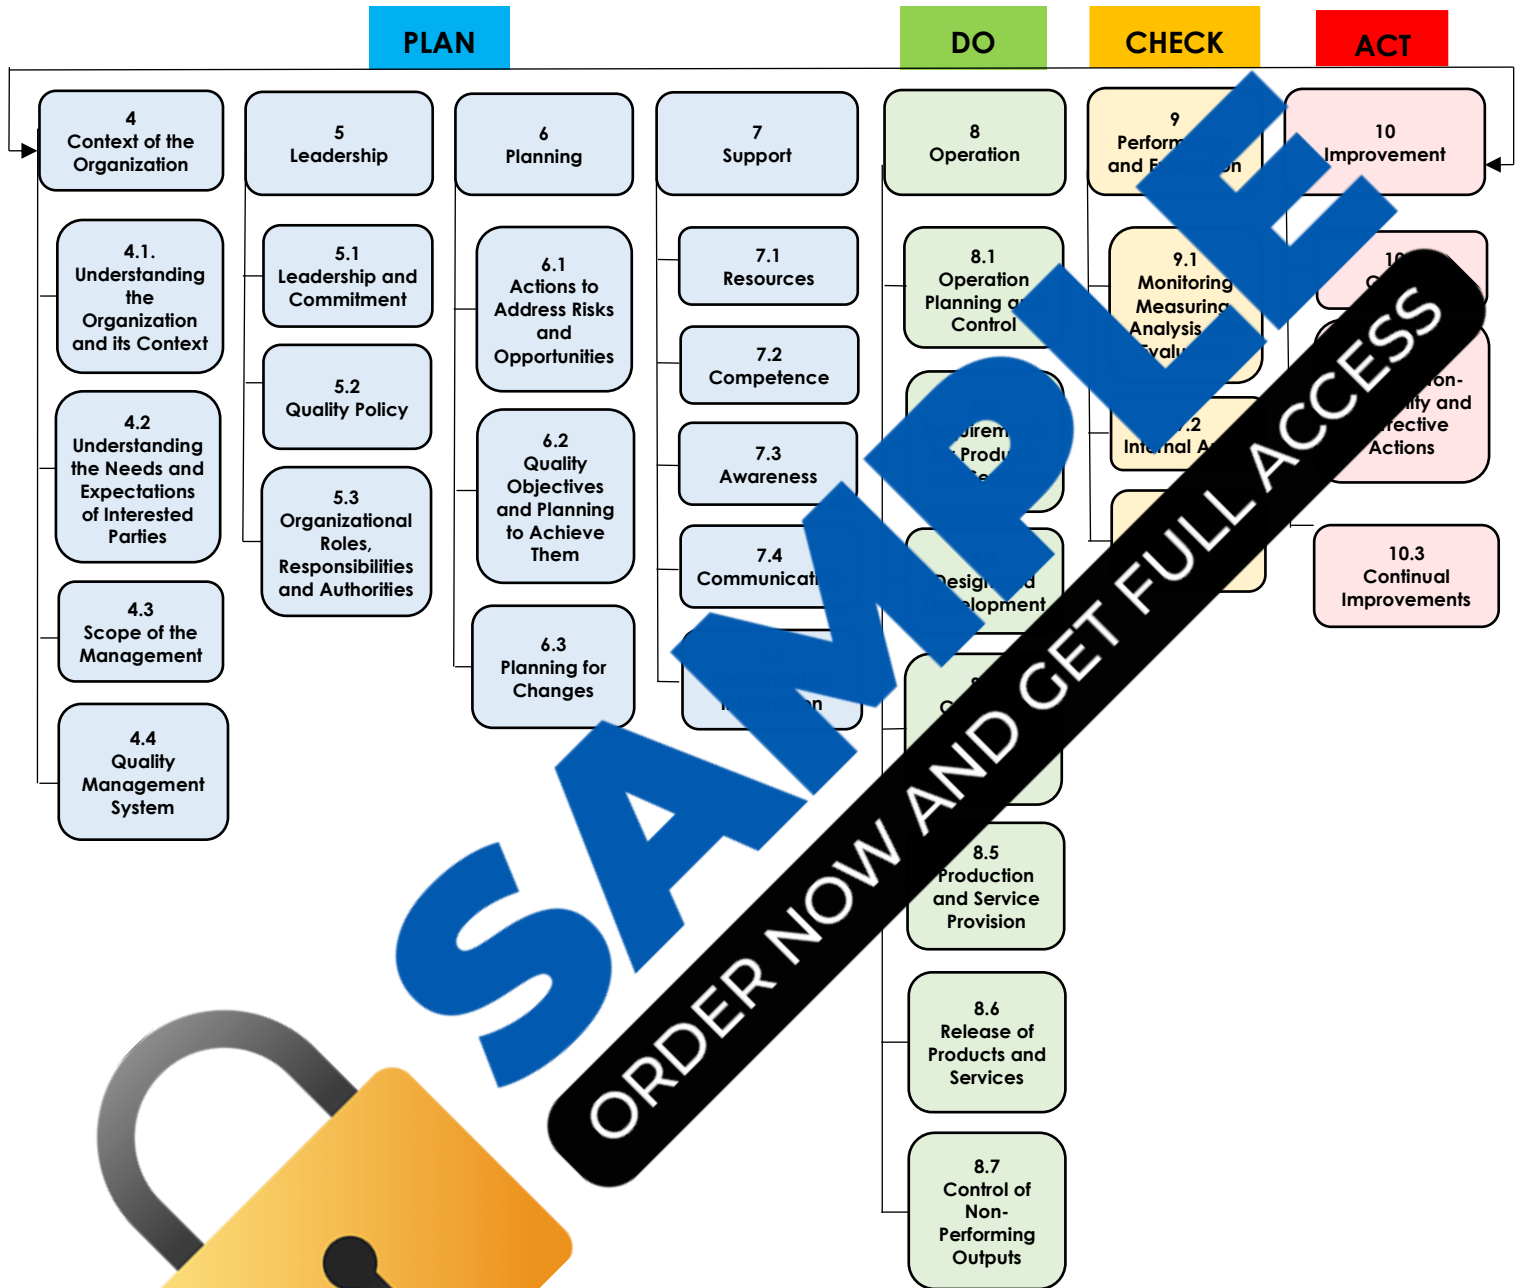 PLAN
DO
CHECK
ACT
4
Context of the
Organization
5
Leadership
6
Planning
7
Support
8
Operation
9
and
10
Improvement
4.1.
Understanding
the
Organization
and its Context
4.2
Understanding
the Needs and
Expectations
of Interested
Parties
4.3
Scope of the
Management
4.4
Quality
Management
System
5.1
Leadership and
Commitment
5.2
Quality Policy
5.3
Organizational
Roles,
Responsibilities
and Authorities
6.1
Actions to
Address Risks
and
Opportunities
6.2
Quality
Objectives
and Planning
to Achieve
Them
6.3
Planning for
Changes
7.1
Resources
7.2
Competence
7.3
Awareness
7.4
8.1
Operation
Planning
Control
8.5
Production
and Service
Provision
8.6
Release of
Products and
Services
8.7
Control of
Non-
Performing
Outputs
9.1
Monitoring
Measuring
Analysis
Internal
and
Actions
10.3
Continual
Improvements
SAMPLE
ORDER NOW AND GET FULL ACCESS